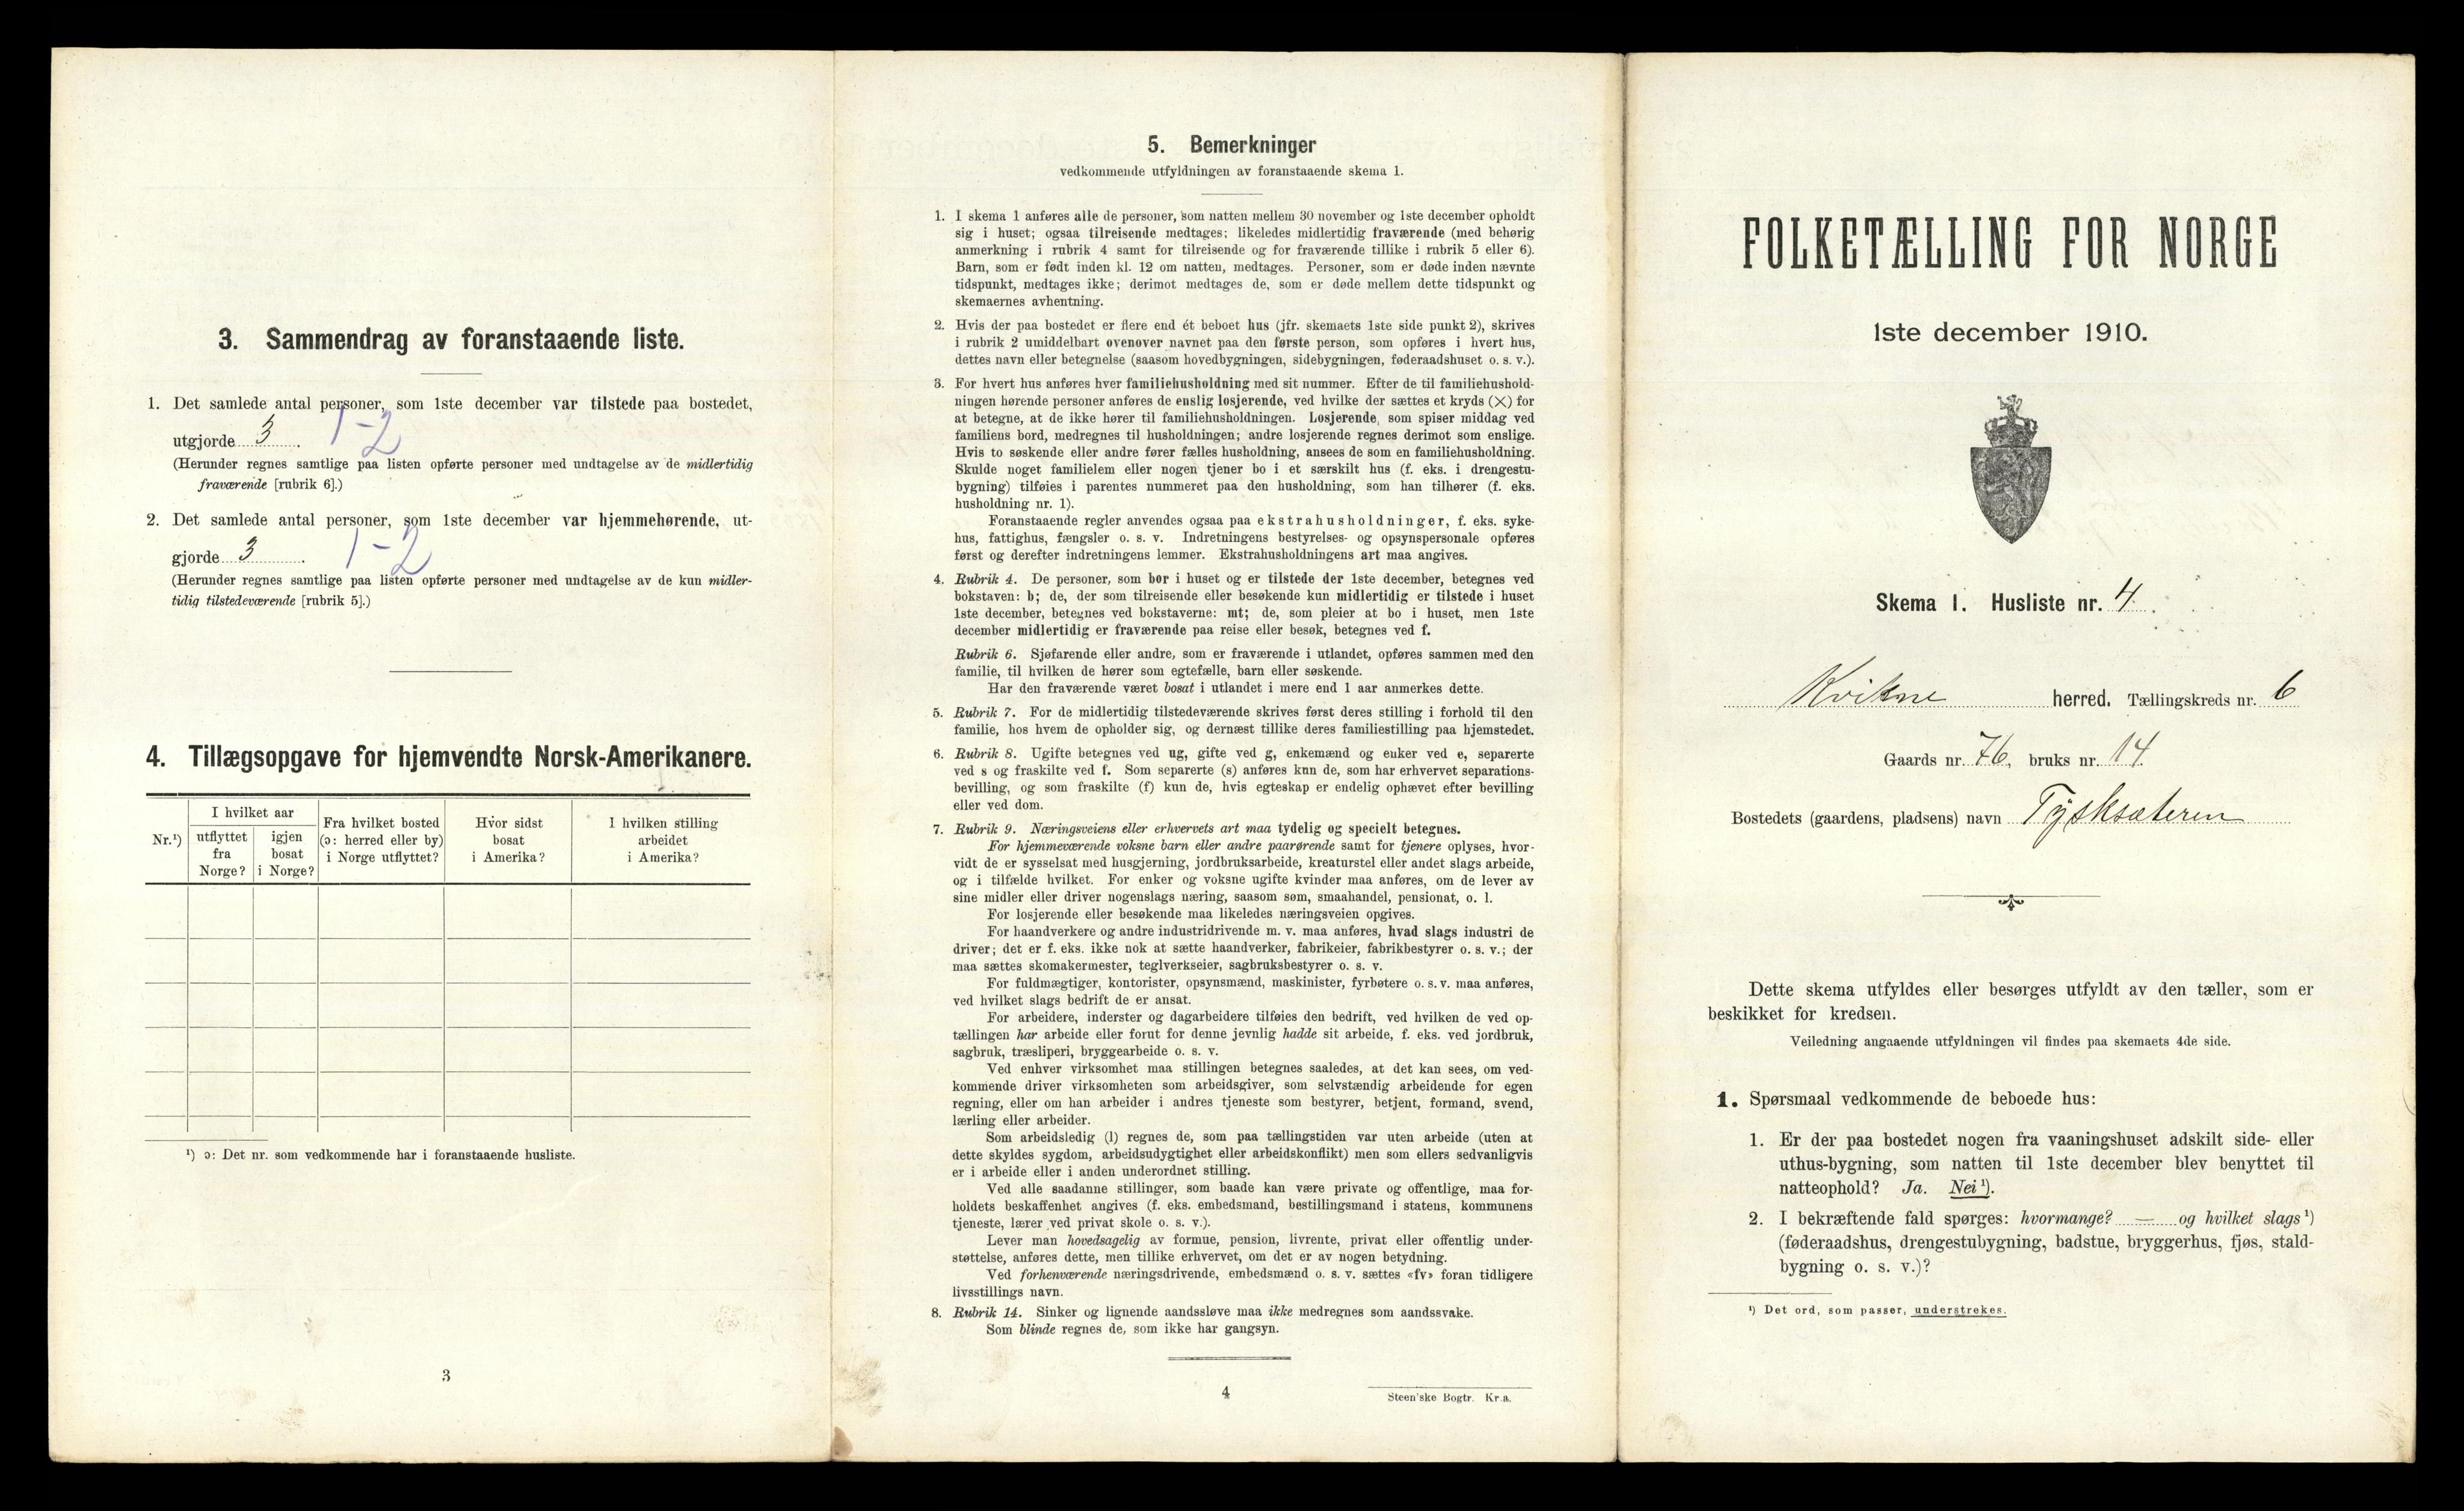 3. Sammendrag av foranstaaende liste.
1. Det samlede antal personer, som 1ste december var tilstede paa bostedet,
utgjorde 3. 1-2
(Herunder regnes samtlige paa listen opførte personer med undtagelse av de midlertidig
fraværende [rubrik 6].)
2. Det samlede antal personer, som 1ste december var hjemmehørende, ut-
gjorde 3. 1-2
(Herunder regnes samtlige paa listen opførte personer med undtagelse av de kun midler-
tidig tilstedeværende [rubrik 5].)
4. Tillægsopgave for hjemvendte Norsk-Amerikanere.
Nr.¹)
I hvilket aar
utflyttet
fra
Norge?
igjen
bosat
i Norge?
Fra hvilket bosted
(ɔ: herred eller by)
i Norge utflyttet?
Hvor sidst
bosat
i Amerika?
I hvilken stilling
arbeidet
i Amerika?
¹) ɔ: Det nr. som vedkommende har i foranstaaende husliste.
3
5. Bemerkninger
vedkommende utfyldningen av foranstaaende skema 1.
1. I skema 1 anføres alle de personer, som natten mellem 30 november og 1ste december opholdt
sig i huset; ogsaa tilreisende medtages; likeledes midlertidig fraværende (med behørig
anmerkning i rubrik 4 samt for tilreisende og for fraværende tillike i rubrik 5 eller 6).
Barn, som er født inden kl. 12 om natten, medtages. Personer, som er døde inden nævnte
tidspunkt, medtages ikke; derimot medtages de, som er døde mellem dette tidspunkt og
skemaernes avhentning.
2. Hvis der paa bostedet er flere end ét beboet hus (jfr. skemaets 1ste side punkt 2), skrives
i rubrik 2 umiddelbart ovenover navnet paa den første person, som opføres i hvert hus,
dettes navn eller betegnelse (saasom hovedbygningen, sidebygningen, føderaadshuset o. s. v.).
3. For hvert hus anføres hver familiehusholdning med sit nummer. Efter de til familiehushold-
ningen hørende personer anføres de enslig losjerende, ved hvilke der sættes et kryds (×) for
at betegne, at de ikke hører til familiehusholdningen. Losjerende, som spiser middag ved
familiens bord, medregnes til husholdningen; andre losjerende regnes derimot som enslige.
Hvis to søskende eller andre fører fælles husholdning, ansees de som en familiehusholdning.
Skulde noget familielem eller nogen tjener bo i et særskilt hus (f. eks. i drengestu-
bygning) tilføies i parentes nummeret paa den husholdning, som han tilhører (f. eks.
husholdning nr. 1).
Foranstaaende regler anvendes ogsaa paa ekstrahusholdninger, f. eks. syke-
hus, fattighus, fængsler o. s. v. Indretningens bestyrelses- og opsynspersonale opføres
først og derefter indretningens lemmer. Ekstrahusholdningens art maa angives.
4. Rubrik 4. De personer, som bor i huset og er tilstede der 1ste december, betegnes ved
bokstaven: b; de, der som tilreisende eller besøkende kun midlertidig er tilstede i huset
1ste december, betegnes ved bokstaverne: mt; de, som pleier at bo i huset, men 1ste
december midlertidig er fraværende paa reise eller besøk, betegnes ved f.
Rubrik 6. Sjøfarende eller andre, som er fraværende i utlandet, opføres sammen med den
familie, til hvilken de hører som egtefælle, barn eller søskende.
Har den fraværende været bosat i utlandet i mere end 1 aar anmerkes dette.
5. Rubrik 7. For de midlertidig tilstedeværende skrives først deres stilling i forhold til den
familie, hos hvem de opholder sig, og dernæst tillike deres familiestilling paa hjemstedet.
6. Rubrik 8. Ugifte betegnes ved ug, gifte ved g, enkemænd og enker ved e, separerte
ved s og fraskilte ved f. Som separerte (s) anføres kun de, som har erhvervet separations-
bevilling, og som fraskilte (f) kun de, hvis egteskap er endelig ophævet efter bevilling
eller ved dom.
7. Rubrik 9. Næringsveiens eller erhvervets art maa tydelig og specielt betegnes.
For hjemmeværende voksne barn eller andre paarørende samt for tjenere oplyses, hvor-
vidt de er sysselsat med husgjerning, jordbruksarbeide, kreaturstel eller andet slags arbeide,
og i tilfælde hvilket. For enker og voksne ugifte kvinder maa anføres, om de lever av
sine midler eller driver nogenslags næring, saasom søm, smaahandel, pensionat, o. l.
For losjerende eller besøkende maa likeledes næringsveien opgives.
For haandverkere og andre industridrivende m. v. maa anføres, hvad slags industri de
driver; det er f. eks. ikke nok at sætte haandverker, fabrikeier, fabrikbestyrer o. s. v.; der
maa sættes skomakermester, teglverkseier, sagbruksbestyrer o. s. v.
For fuldmægtiger, kontorister, opsynsmænd, maskinister, fyrbøtere o. s. v. maa anføres,
ved hvilket slags bedrift de er ansat.
For arbeidere, inderster og dagarbeidere tilføies den bedrift, ved hvilken de ved op-
tællingen har arbeide eller forut for denne jevnlig hadde sit arbeide, f. eks. ved jordbruk,
sagbruk, træsliperi, bryggearbeide o. s. v.
Ved enhver virksomhet maa stillingen betegnes saaledes, at det kan sees, om ved-
kommende driver virksomheten som arbeidsgiver, som selvstændig arbeidende for egen
regning, eller om han arbeider i andres tjeneste som bestyrer, betjent, formand, svend,
lærling eller arbeider.
Som arbeidsledig (l) regnes de, som paa tællingstiden var uten arbeide (uten at
dette skyldes sygdom, arbeidsudygtighet eller arbeidskonflikt) men som ellers sedvanligvis
er i arbeide eller i anden underordnet stilling.
Ved alle saadanne stillinger, som baade kan være private og offentlige, maa for-
holdets beskaffenhet angives (f. eks. embedsmand, bestillingsmand i statens, kommunens
tjeneste, lærer ved privat skole o. s. v.).
Lever man hovedsagelig av formue, pension, livrente, privat eller offentlig under-
støttelse, anføres dette, men tillike erhvervet, om det er av nogen betydning.
Ved forhenværende næringsdrivende, embedsmænd o. s. v. sættes «fv» foran tidligere
livsstillings navn.
8. Rubrik 14. Sinker og lignende aandssløve maa ikke medregnes som aandssvake.
Som blinde regnes de, som ikke har gangsyn.
4
Steen'ske Bogtr. Kr.a.
FOLKETÆLLING FOR NORGE
1ste december 1910.
Skema 1. Husliste nr. 4.
Kvikne herred. Tællingskreds nr. 6
Gaards nr. 76, bruks nr. 14.
Bostedets (gaardens, pladsens) navn Tysksæteren
Dette skema utfyldes eller besørges utfyldt av den tæller, som er
beskikket for kredsen.
Veiledning angaaende utfyldningen vil findes paa skemaets 4de side.
1. Spørsmaal vedkommende de beboede hus:
1. Er der paa bostedet nogen fra vaaningshuset adskilt side- eller
uthus-bygning, som natten til 1ste december blev benyttet til
natteophold? Ja. Nei¹).
2. I bekræftende fald spørges: hvormange? — og hvilket slags¹)
(føderaadshus, drengestubygning, badstue, bryggerhus, fjøs, stald-
bygning o. s. v.)?
¹) Det ord, som passer, understrekes.